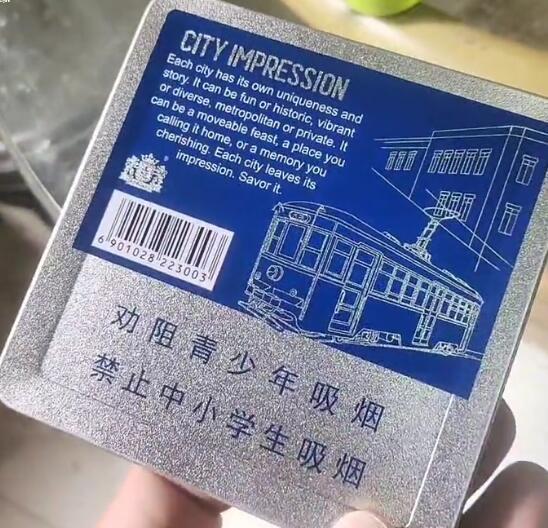 CITY IMPRESSION
Each city has its own uniqueness and
story. It can be fun or historic, vibrant
or diverse, metropolitan or private. It
can be a moveable feast, a place you
calling it home, or a memory you
cherishing. Each city leaves its
impression. Savor it.
6 901028 223003
劝阻青少年吸烟
禁止中小学生吸烟